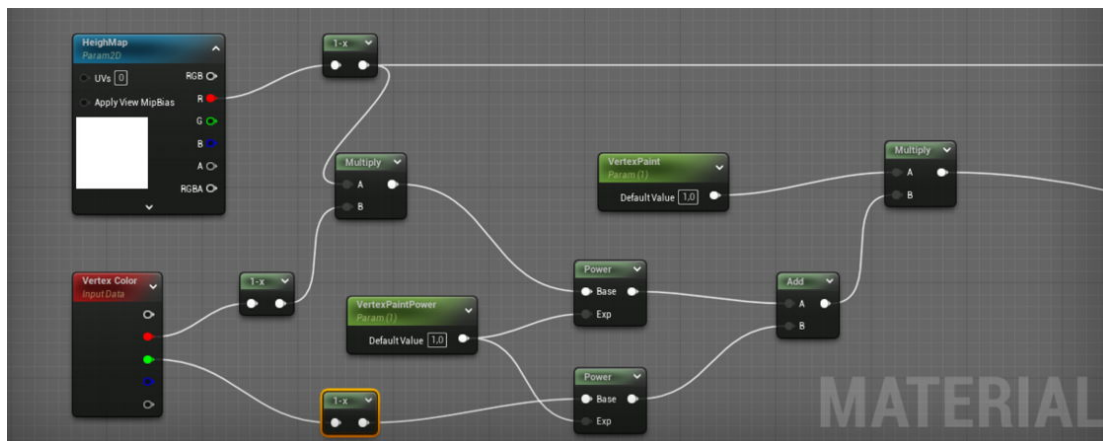 HeighMap
Param2D
UVs 0
RGB
Apply View MipBias
R
G
B
A
RGBA
1-x
Multiply
A
B
VertexPaint
Param (1)
Default Value 1,0
Multiply
A
B
Vertex Color
Input Data
1-x
VertexPaintPower
Param (1)
Default Value 1,0
Power
Base
Exp
Add
A
B
1-x
Power
Base
Exp
MATERIAL